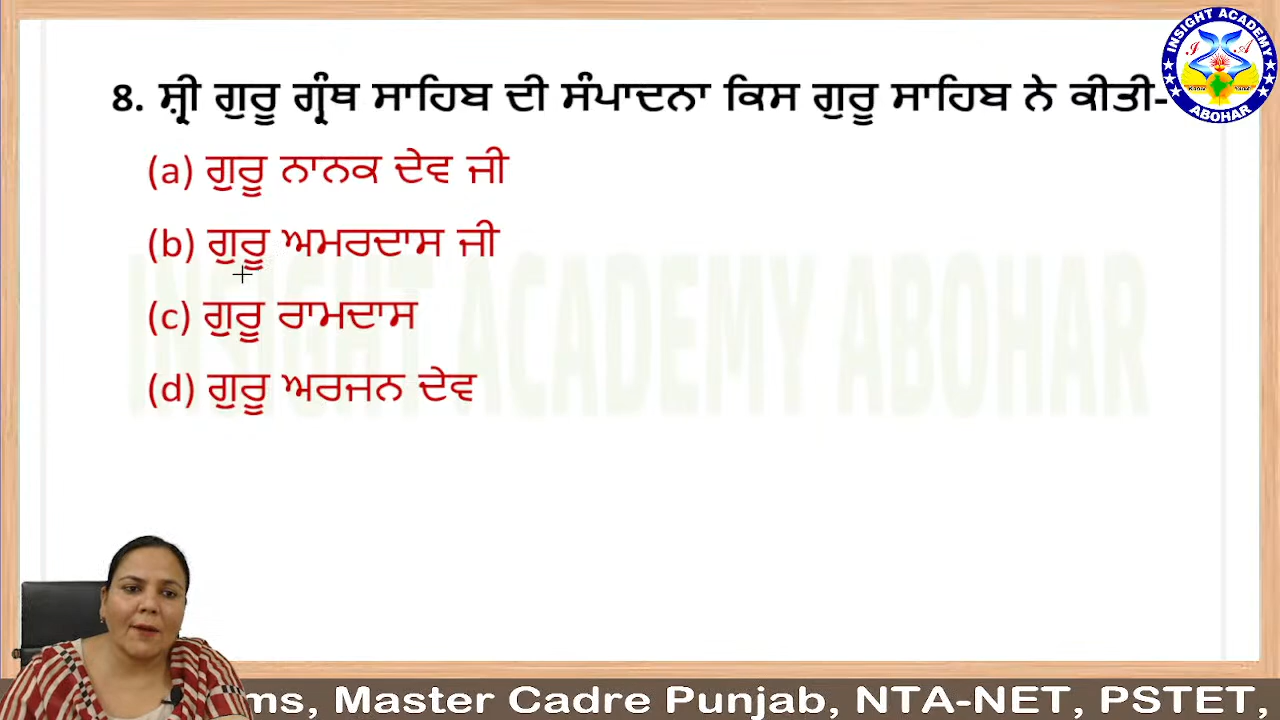 INSIGHT ACADEMY
I A
ABOHAR
8. ਸ਼੍ਰੀ ਗੁਰੂ ਗ੍ਰੰਥ ਸਾਹਿਬ ਦੀ ਸੰਪਾਦਨਾ ਕਿਸ ਗੁਰੂ ਸਾਹਿਬ ਨੇ ਕੀਤੀ-
(a) ਗੁਰੂ ਨਾਨਕ ਦੇਵ ਜੀ
(b) ਗੁਰੂ ਅਮਰਦਾਸ ਜੀ
(c) ਗੁਰੂ ਰਾਮਦਾਸ
(d) ਗੁਰੂ ਅਰਜਨ ਦੇਵ
INSIGHT ACADEMY ABOHAR
ms, Master Cadre Punjab, NTA-NET, PSTET,